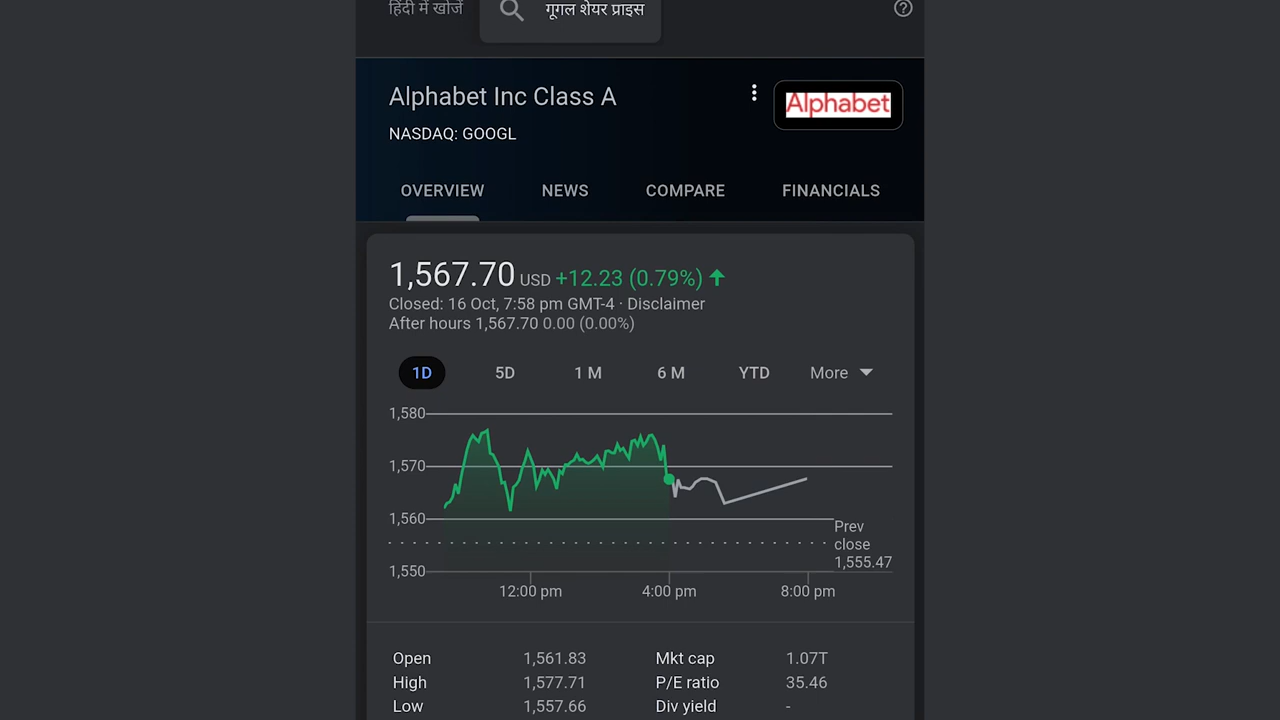 हिंदी में खोजें
गूगल शेयर प्राइस
Alphabet Inc Class A
Alphabet
NASDAQ: GOOGL
OVERVIEW NEWS COMPARE FINANCIALS
1,567.70 USD +12.23 (0.79%)
Closed: 16 Oct, 7:58 pm GMT-4 · Disclaimer
After hours 1,567.70 0.00 (0.00%)
1D 5D 1 M 6 M YTD More
1,580
1,570
1,560
Prev
close
1,555.47
1,550
12:00 pm 4:00 pm 8:00 pm
Open 1,561.83 Mkt cap 1.07T
High 1,577.71 P/E ratio 35.46
Low 1,557.66 Div yield -